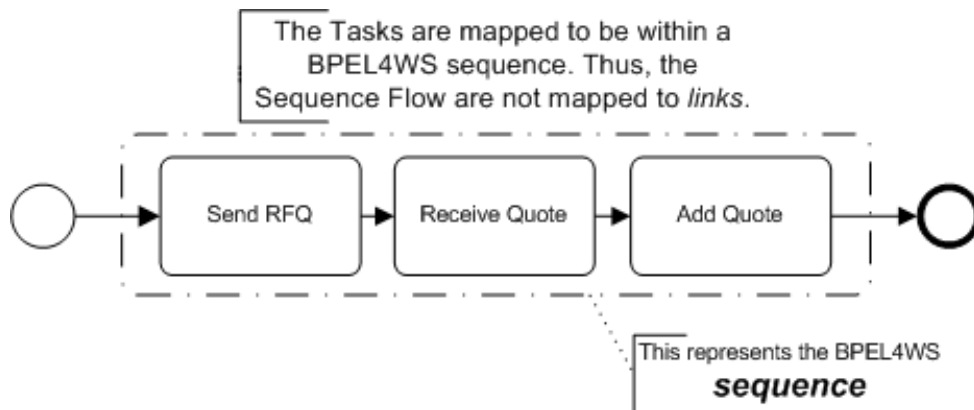 The Tasks are mapped to be within a
BPEL4WS sequence. Thus, the
Sequence Flow are not mapped to links.
Send RFQ
Receive Quote
Add Quote
This represents the BPEL4WS
sequence